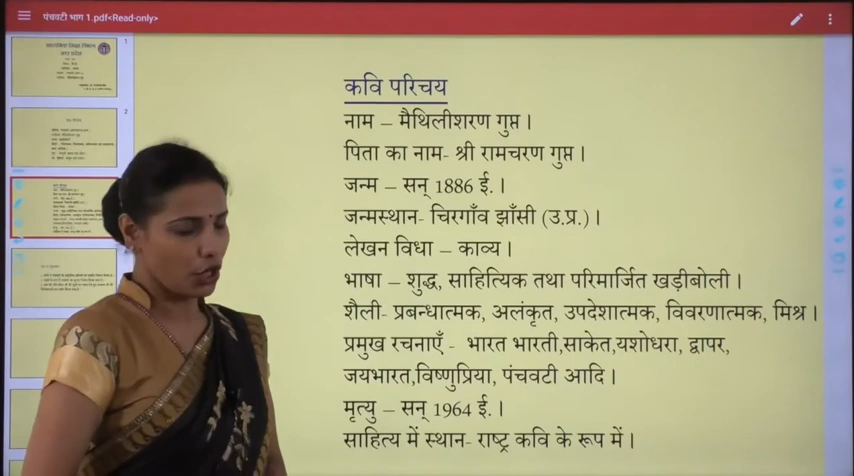 पंचवटी भाग 1.pdf<Read-only>
1
2
कवि परिचय
नाम – मैथिलीशरण गुप्त।
पिता का नाम- श्री रामचरण गुप्त।
जन्म – सन् 1886 ई.।
जन्मस्थान- चिरगाँव झाँसी (उ.प्र.)।
लेखन विधा – काव्य।
भाषा – शुद्ध, साहित्यिक तथा परिमार्जित खड़ीबोली।
शैली- प्रबन्धात्मक, अलंकृत, उपदेशात्मक, विवरणात्मक, मिश्र।
प्रमुख रचनाएँ - भारत भारती,साकेत,यशोधरा, द्वापर,
जयभारत,विष्णुप्रिया, पंचवटी आदि।
मृत्यु – सन् 1964 ई.।
साहित्य में स्थान- राष्ट्र कवि के रूप में।